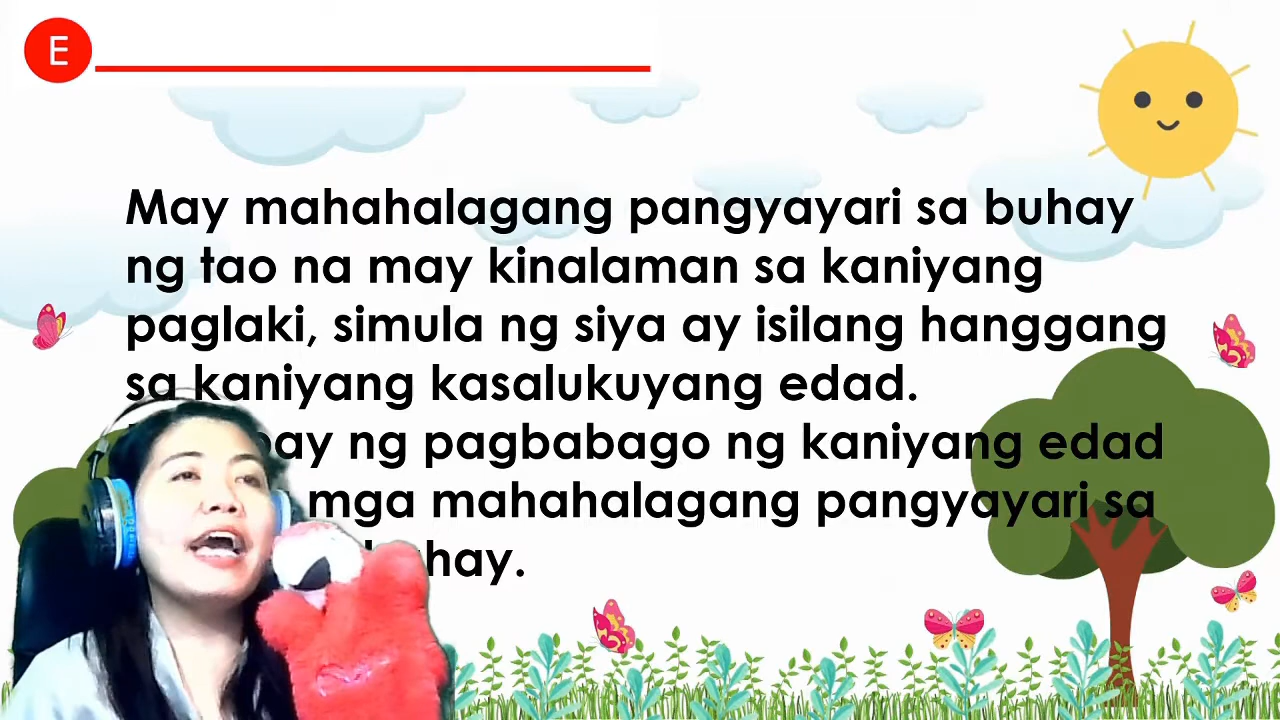 E
May mahahalagang pangyayari sa buhay
ng tao na may kinalaman sa kaniyang
paglaki, simula ng siya ay isilang hanggang
sa kaniyang kasalukuyang edad.
ng pagbabago ng kaniyang edad
mga mahahalagang pangyayari sa